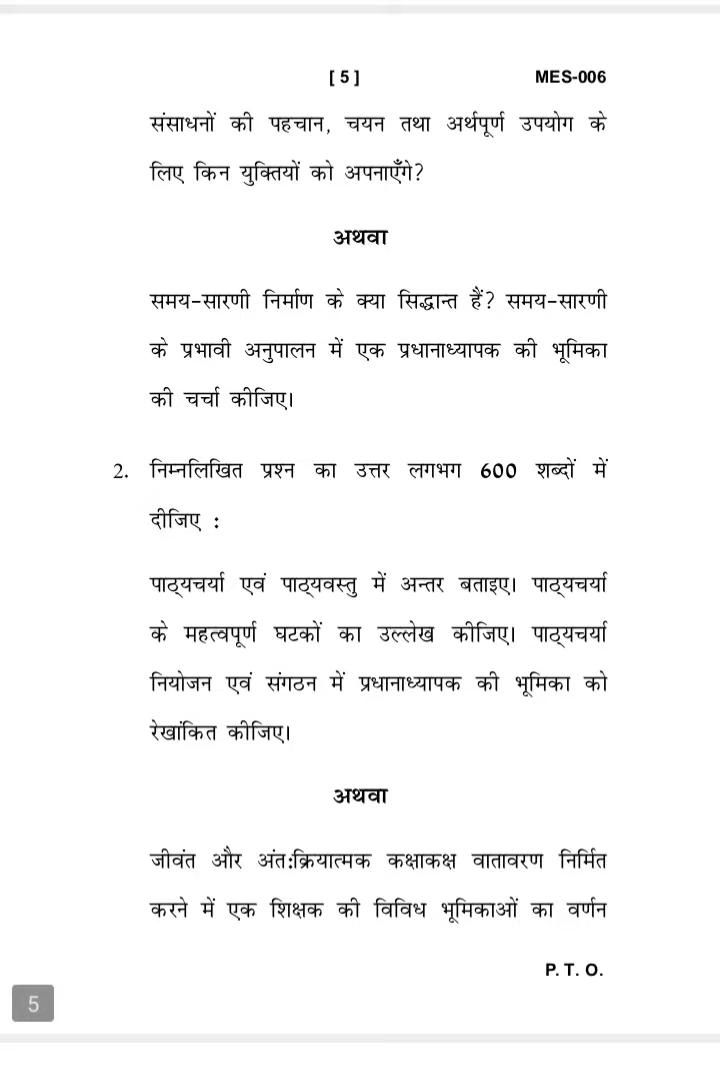 [ 5 ] MES-006
संसाधनों की पहचान, चयन तथा अर्थपूर्ण उपयोग के
लिए किन युक्तियों को अपनाएँगे?
अथवा
समय-सारणी निर्माण के क्या सिद्धान्त हैं? समय-सारणी
के प्रभावी अनुपालन में एक प्रधानाध्यापक की भूमिका
की चर्चा कीजिए।
2. निम्नलिखित प्रश्न का उत्तर लगभग 600 शब्दों में
दीजिए :
पाठ्यचर्या एवं पाठ्यवस्तु में अन्तर बताइए। पाठ्यचर्या
के महत्वपूर्ण घटकों का उल्लेख कीजिए। पाठ्यचर्या
नियोजन एवं संगठन में प्रधानाध्यापक की भूमिका को
रेखांकित कीजिए।
अथवा
जीवंत और अंत:क्रियात्मक कक्षाकक्ष वातावरण निर्मित
करने में एक शिक्षक की विविध भूमिकाओं का वर्णन
P. T. O.
5